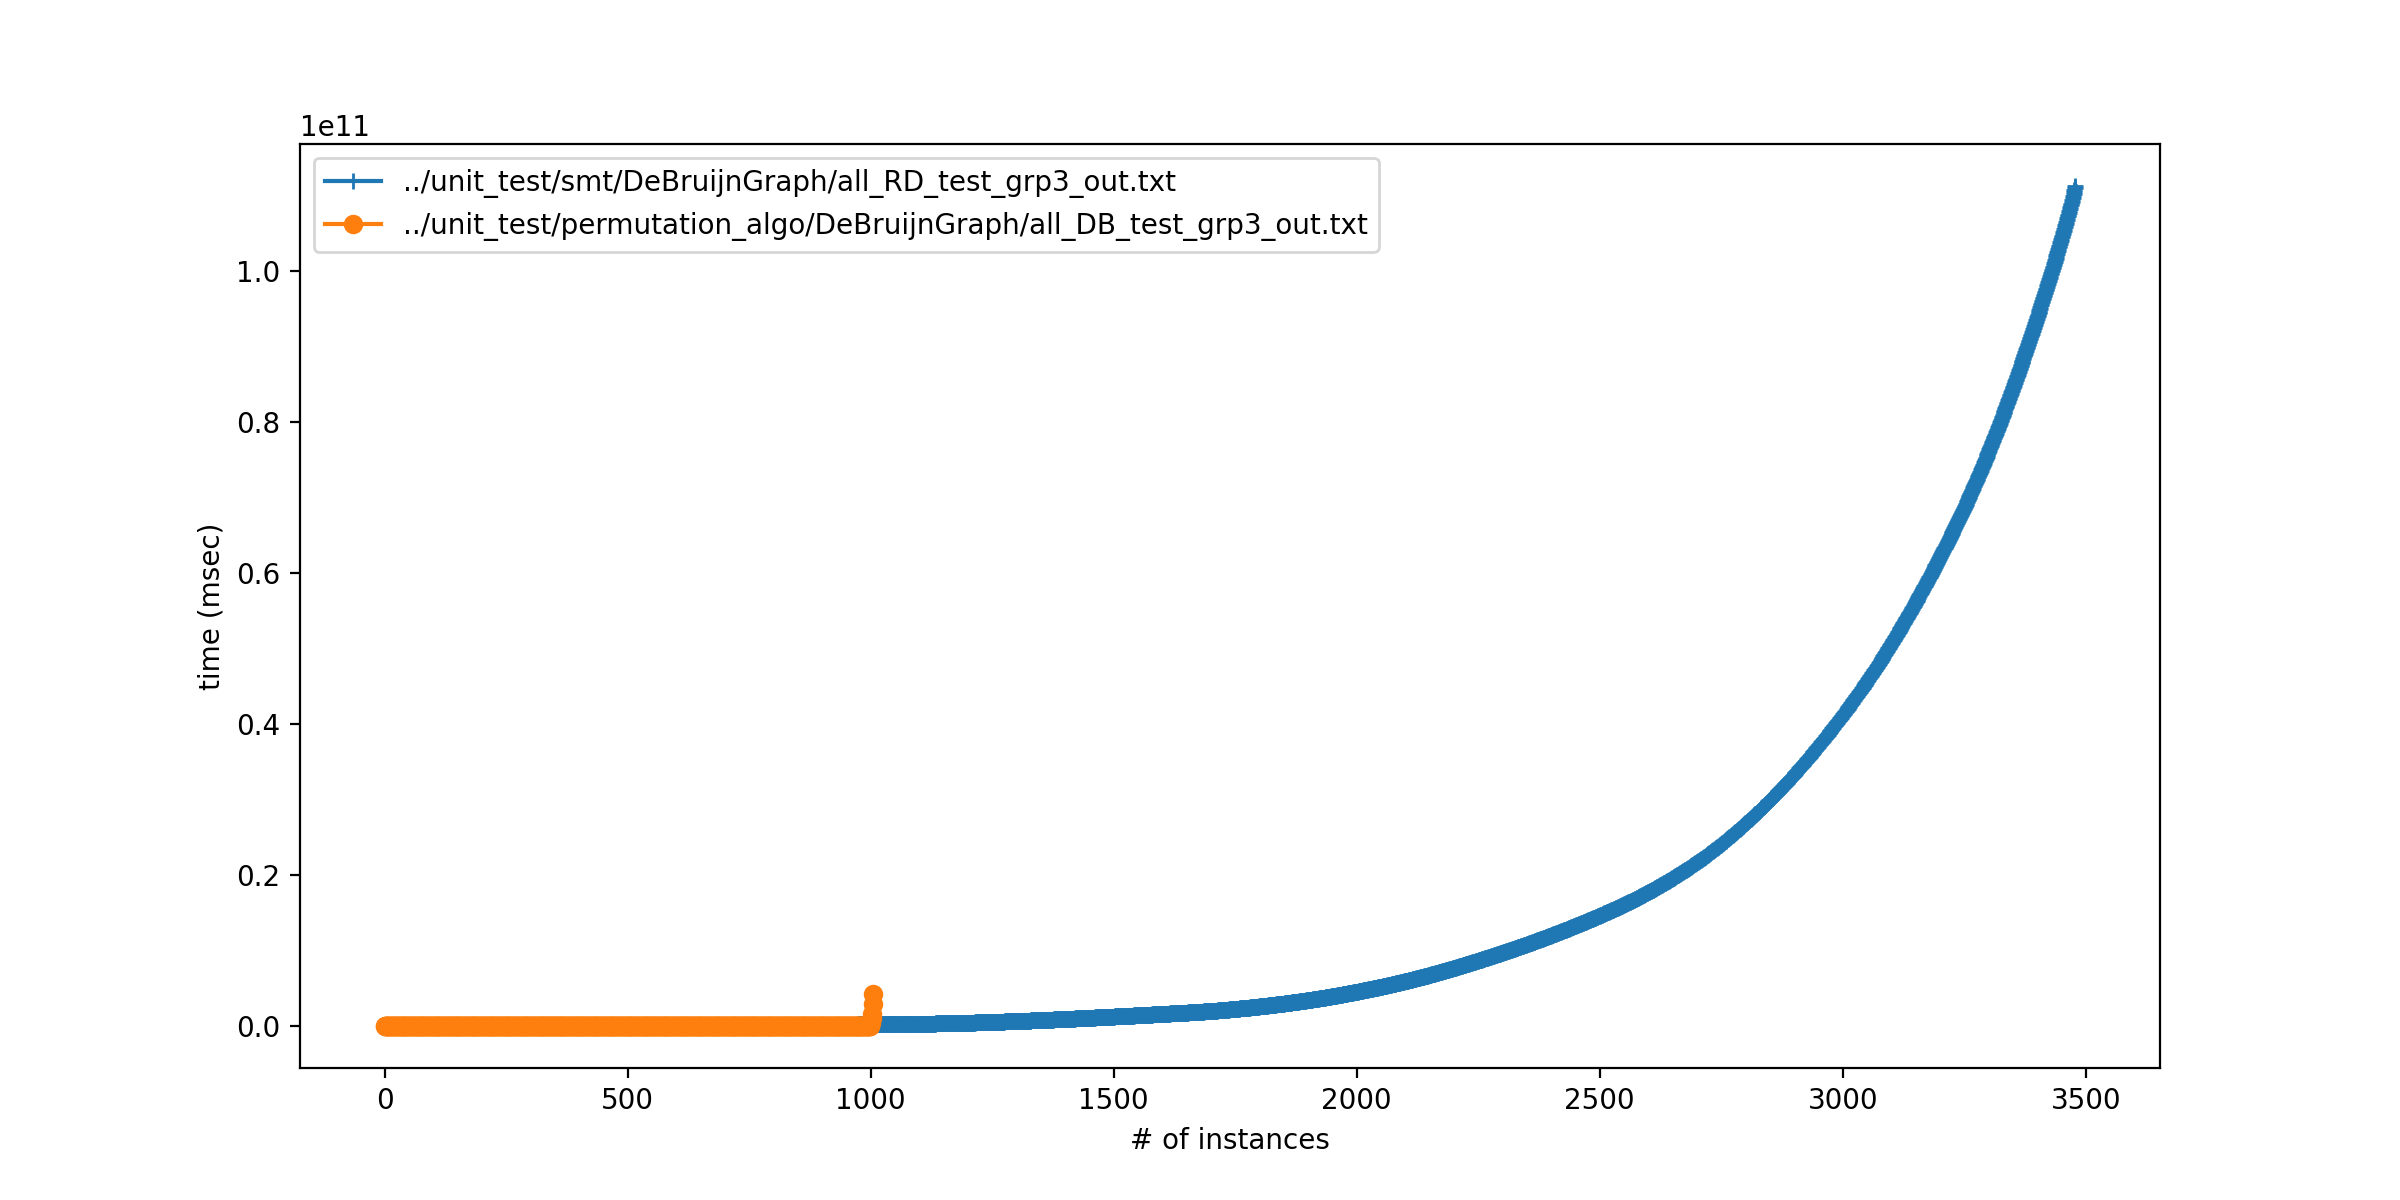 1e11
../unit_test/smt/DeBruijnGraph/all_RD_test_grp3_out.txt
../unit_test/permutation_algo/DeBruijnGraph/all_DB_test_grp3_out.txt
1.0
0.8
0.6
0.4
0.2
0.0
time (msec)
0 500 1000 1500 2000 2500 3000 3500
# of instances